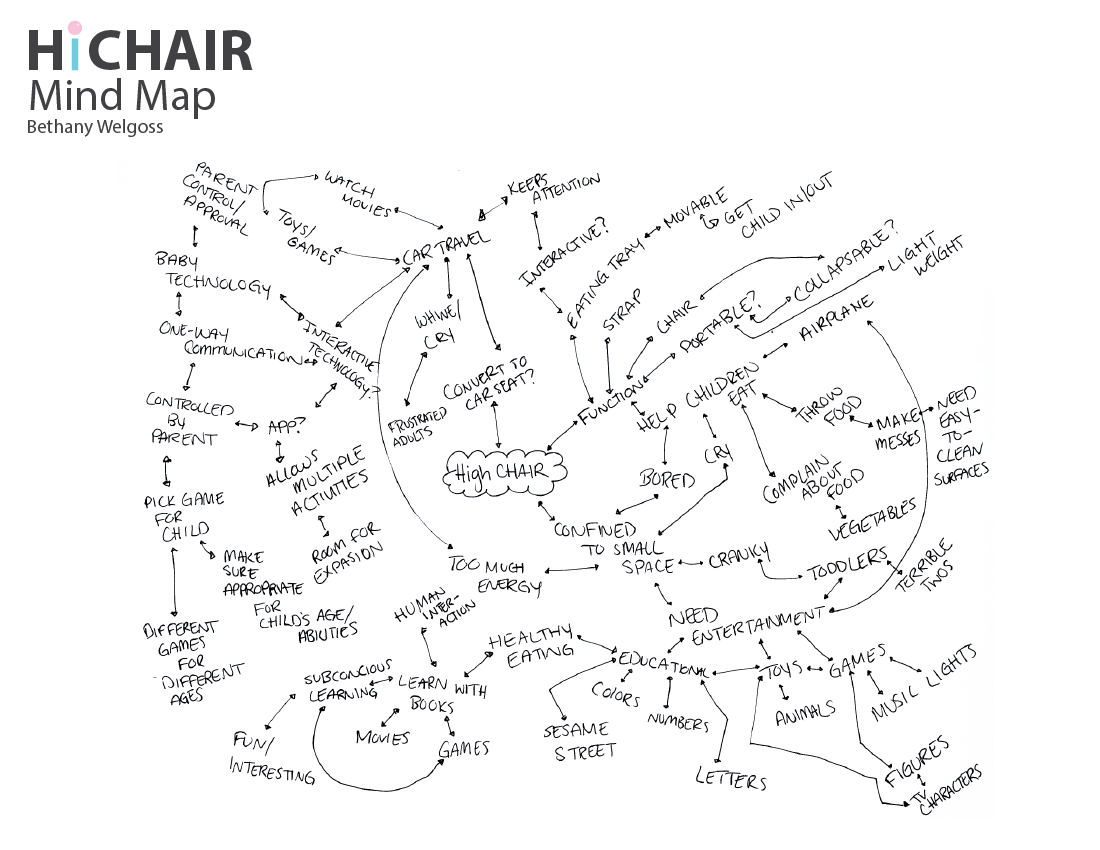 HiCHAIR
Mind Map
Bethany Welgoss
PARENT
CONTROL/
APPROVAL
WATCH
MOVIES
TOYS/
GAMES
CAR TRAVEL
KEEPS
ATTENTION
INTERACTIVE?
EATING TRAY
MOVABLE
GET
CHILD IN/OUT
STRAP
CHAIR
PORTABLE?
COLLAPSABLE?
LIGHT
WEIGHT
AIRPLANE
BABY
TECHNOLOGY
ONE-WAY
COMMUNICATION
INTERACTIVE
TECHNOLOGY?
WHINE/
CRY
FRUSTRATED
ADULTS
CONVERT TO
CAR SEAT?
High CHAIR
FUNCTION
HELP
CHILDREN
EAT
THROW
FOOD
MAKE
MESSES
NEED
EASY-
TO-
CLEAN
SURFACES
CONTROLLED
BY
PARENT
APP?
ALLOWS
MULTIPLE
ACTIVITIES
ROOM FOR
EXPASION
BORED
CRY
COMPLAIN
ABOUT
FOOD
VEGETABLES
PICK GAME
FOR
CHILD
MAKE
SURE
APPROPRIATE
FOR
CHILD'S AGE/
ABILITIES
DIFFERENT
GAMES
FOR
DIFFERENT
AGES
CONFINED
TO SMALL
SPACE
TOO MUCH
ENERGY
CRANKY
TODDLERS
TERRIBLE
TWOS
NEED
ENTERTAINMENT
HUMAN
INTER-
ACTION
HEALTHY
EATING
EDUCATIONAL
TOYS
GAMES
MUSIC
LIGHTS
SUBCONCIOUS
LEARNING
LEARN WITH
BOOKS
COLORS
NUMBERS
ANIMALS
FUN/
INTERESTING
MOVIES
GAMES
SESAME
STREET
LETTERS
FIGURES
TV
CHARACTERS